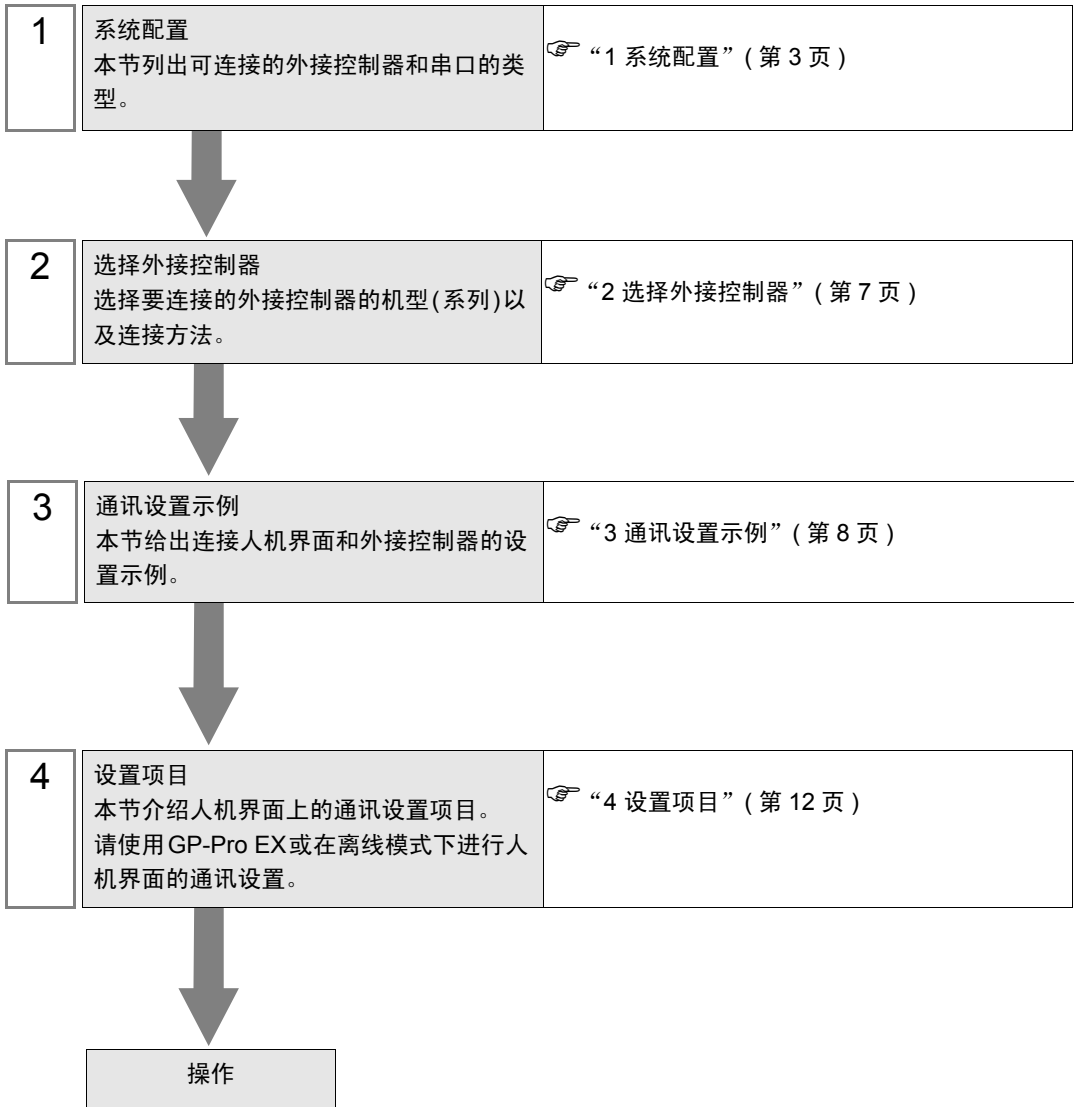 1
系统配置
本节列出可连接的外接控制器和串口的类
型。
“1 系统配置” ( 第 3 页 )
2
选择外接控制器
选择要连接的外接控制器的机型(系列)以
及连接方法。
“2 选择外接控制器” ( 第 7 页 )
3
通讯设置示例
本节给出连接人机界面和外接控制器的设
置示例。
“3 通讯设置示例” ( 第 8 页 )
4
设置项目
本节介绍人机界面上的通讯设置项目。
请使用GP-Pro EX或在离线模式下进行人
机界面的通讯设置。
“4 设置项目” ( 第 12 页 )
操作